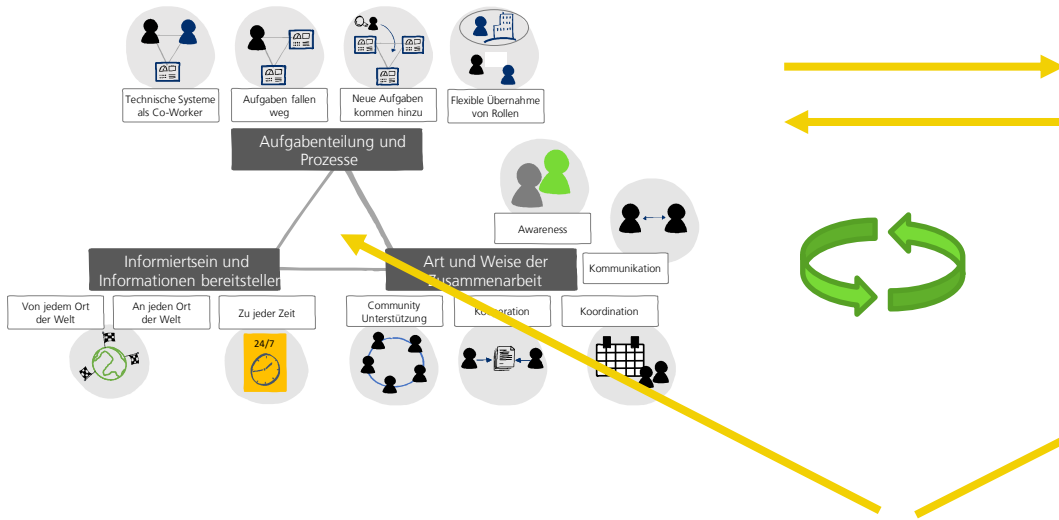 Technische Systeme
als Co-Worker
Aufgaben fallen
weg
Neue Aufgaben
kommen hinzu
Flexible Übernahme
von Rollen
Aufgabenteilung und
Prozesse
Awareness
Kommunikation
Informiertsein und
Informationen bereitstellen
Art und Weise der
Zusammenarbeit
Von jedem Ort
der Welt
An jeden Ort
der Welt
Zu jeder Zeit
Community
Unterstützung
Kooperation
Koordination
24/7